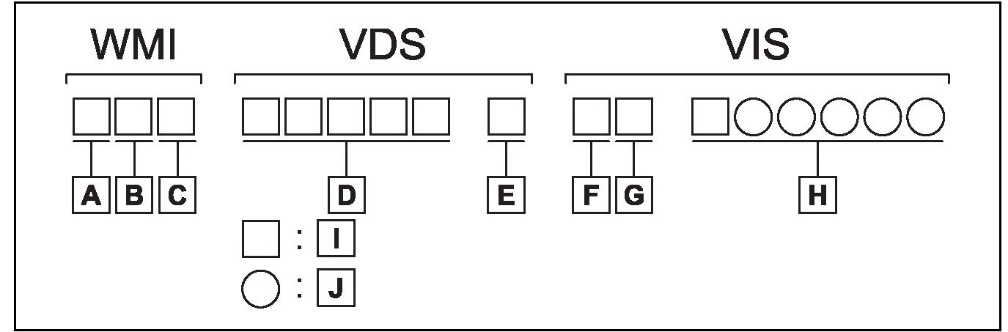 WMI VDS VIS
A B C D E F G H
: I
: J